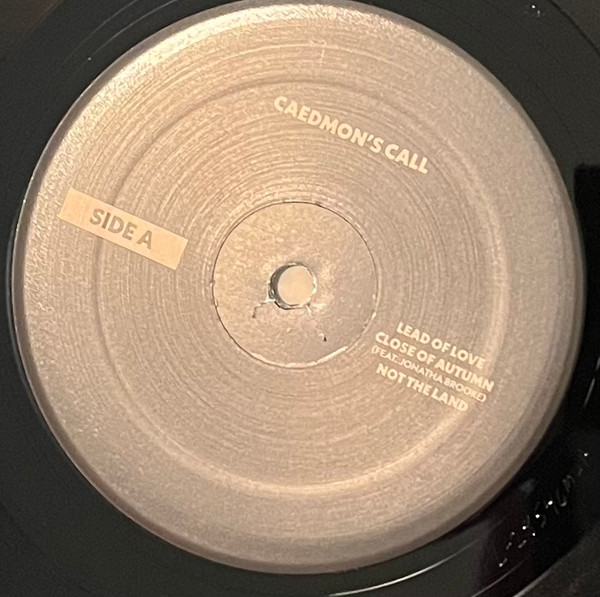 CAEDMON'S CALL
SIDE A
LEAD OF LOVE
CLOSE OF AUTUMN
(FEAT. JONATHA BROOKE)
NOT THE LAND